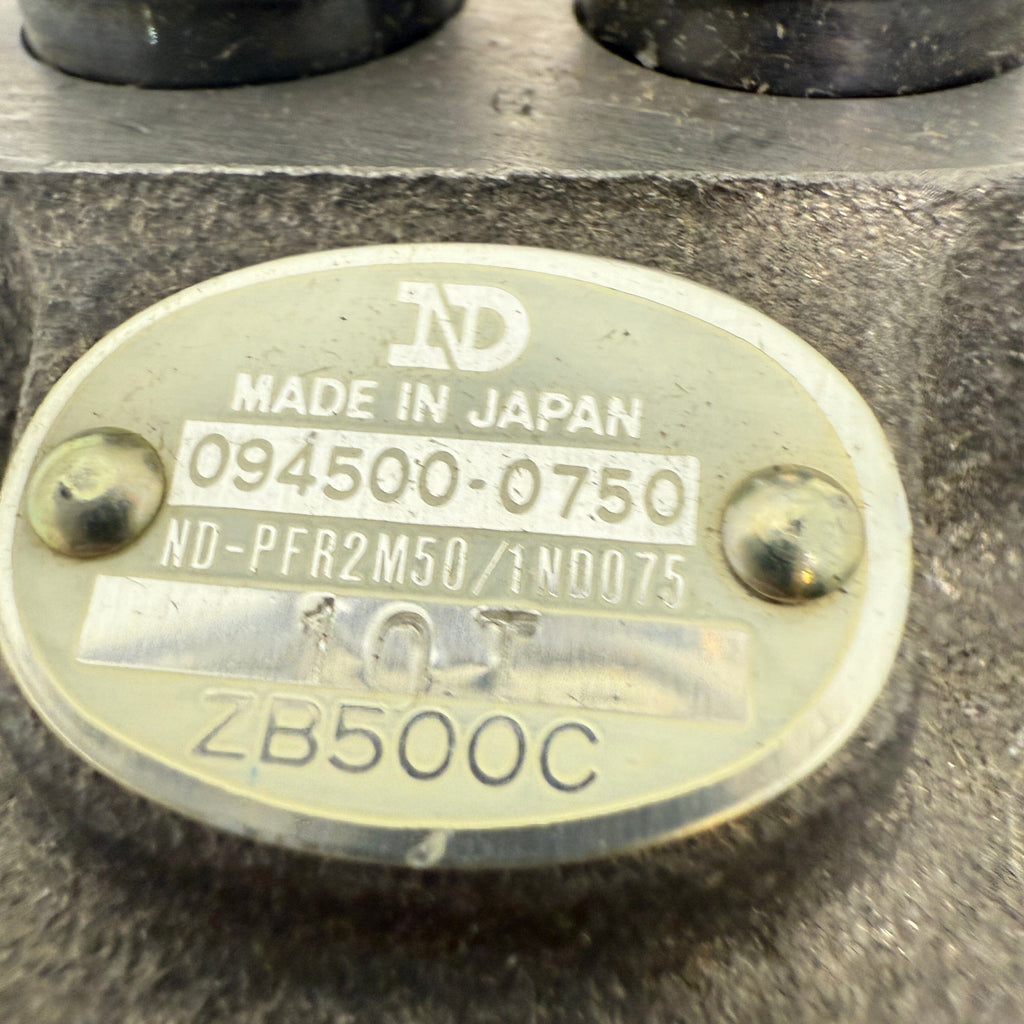 ND
MADE IN JAPAN
094500-0750
ND-PFR2M50/1ND075
10T
ZB500C